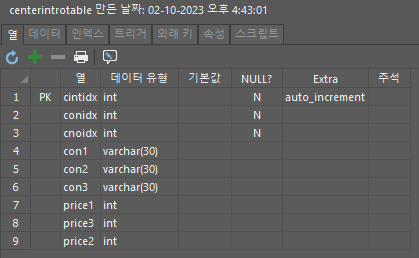 centerintrotable 만든 날짜: 02-10-2023 오후 4:43:01
열 데이터 인덱스 트리거 외래 키 속성 스크립트
열 데이터 유형 기본값 NULL? Extra 주석
1 PK cintidx int N auto_increment
2 conidx int N
3 cnoidx int N
4 con1 varchar(30)
5 con2 varchar(30)
6 con3 varchar(30)
7 price1 int
8 price3 int
9 price2 int